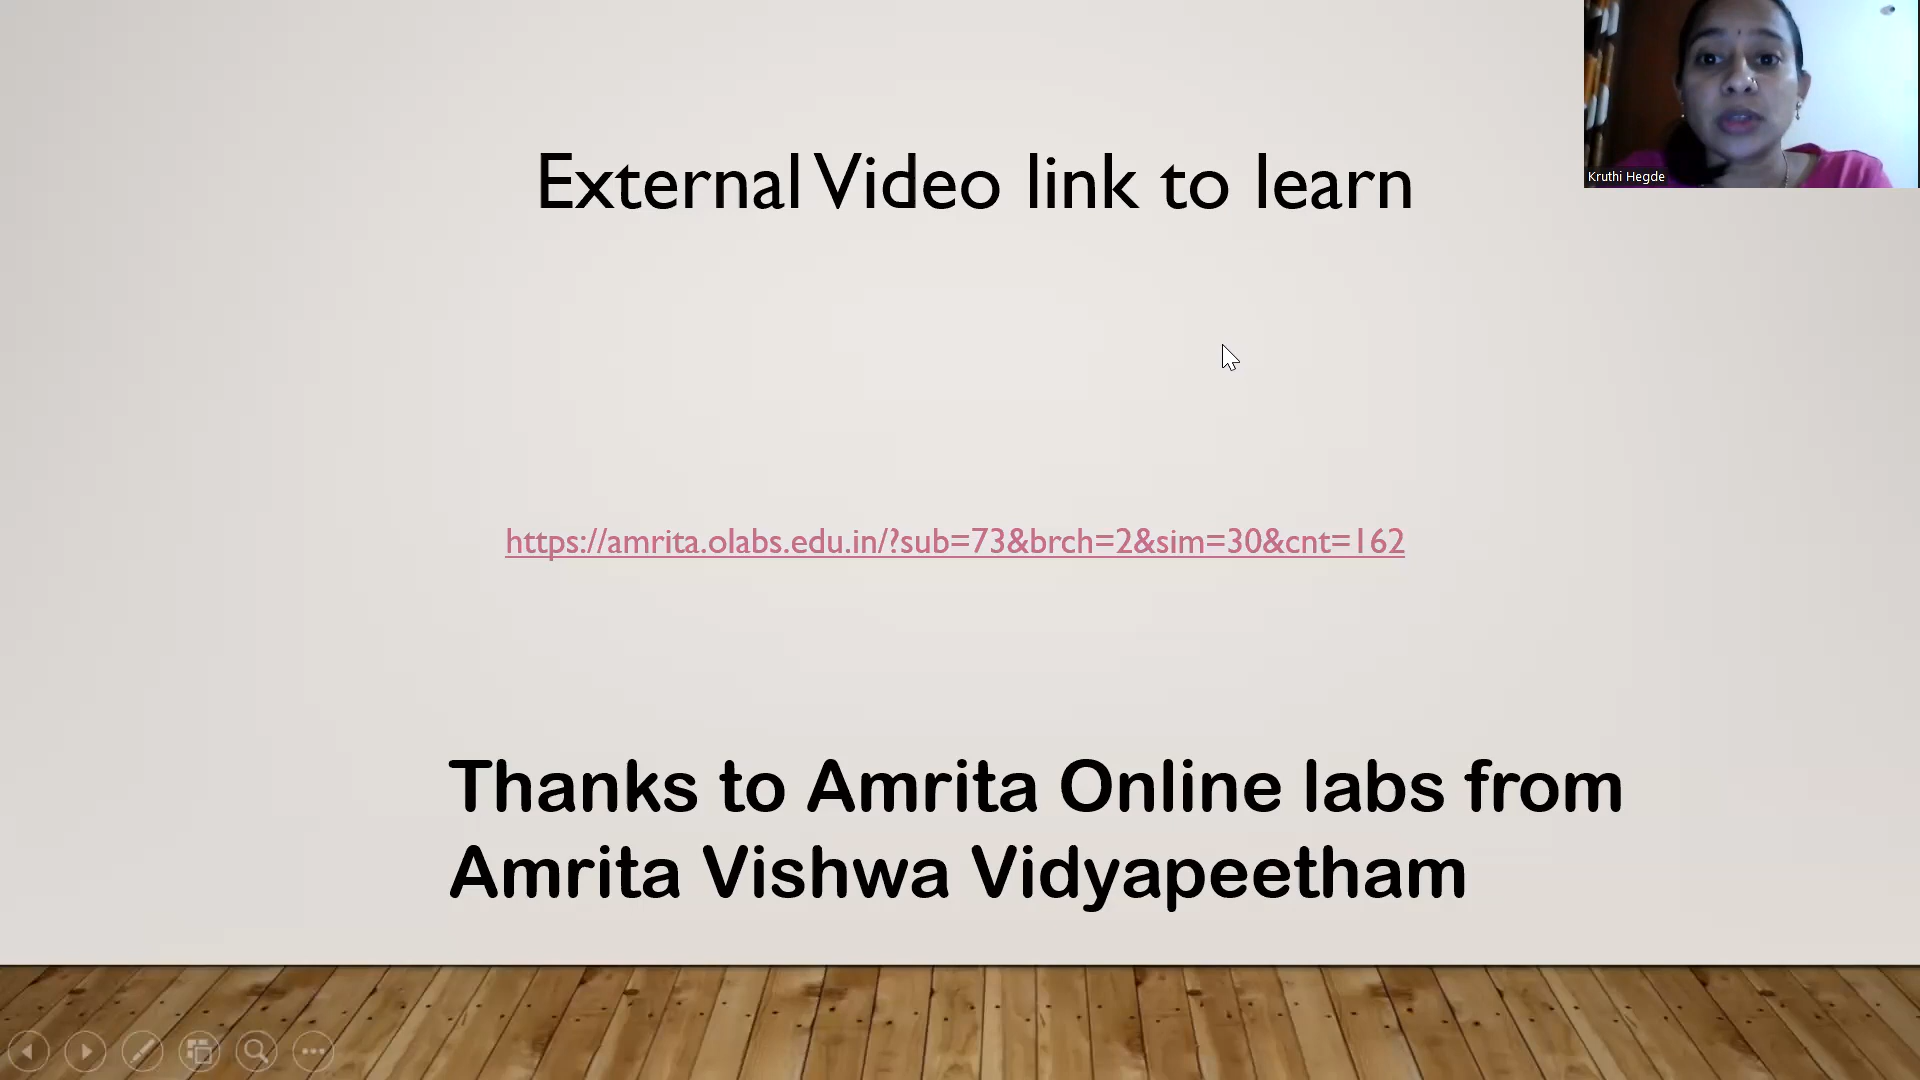 External Video link to learn
Kruthi Hegde
https://amrita.olabs.edu.in/?sub=73&brch=2&sim=30&cnt=162
Thanks to Amrita Online labs from
Amrita Vishwa Vidyapeetham